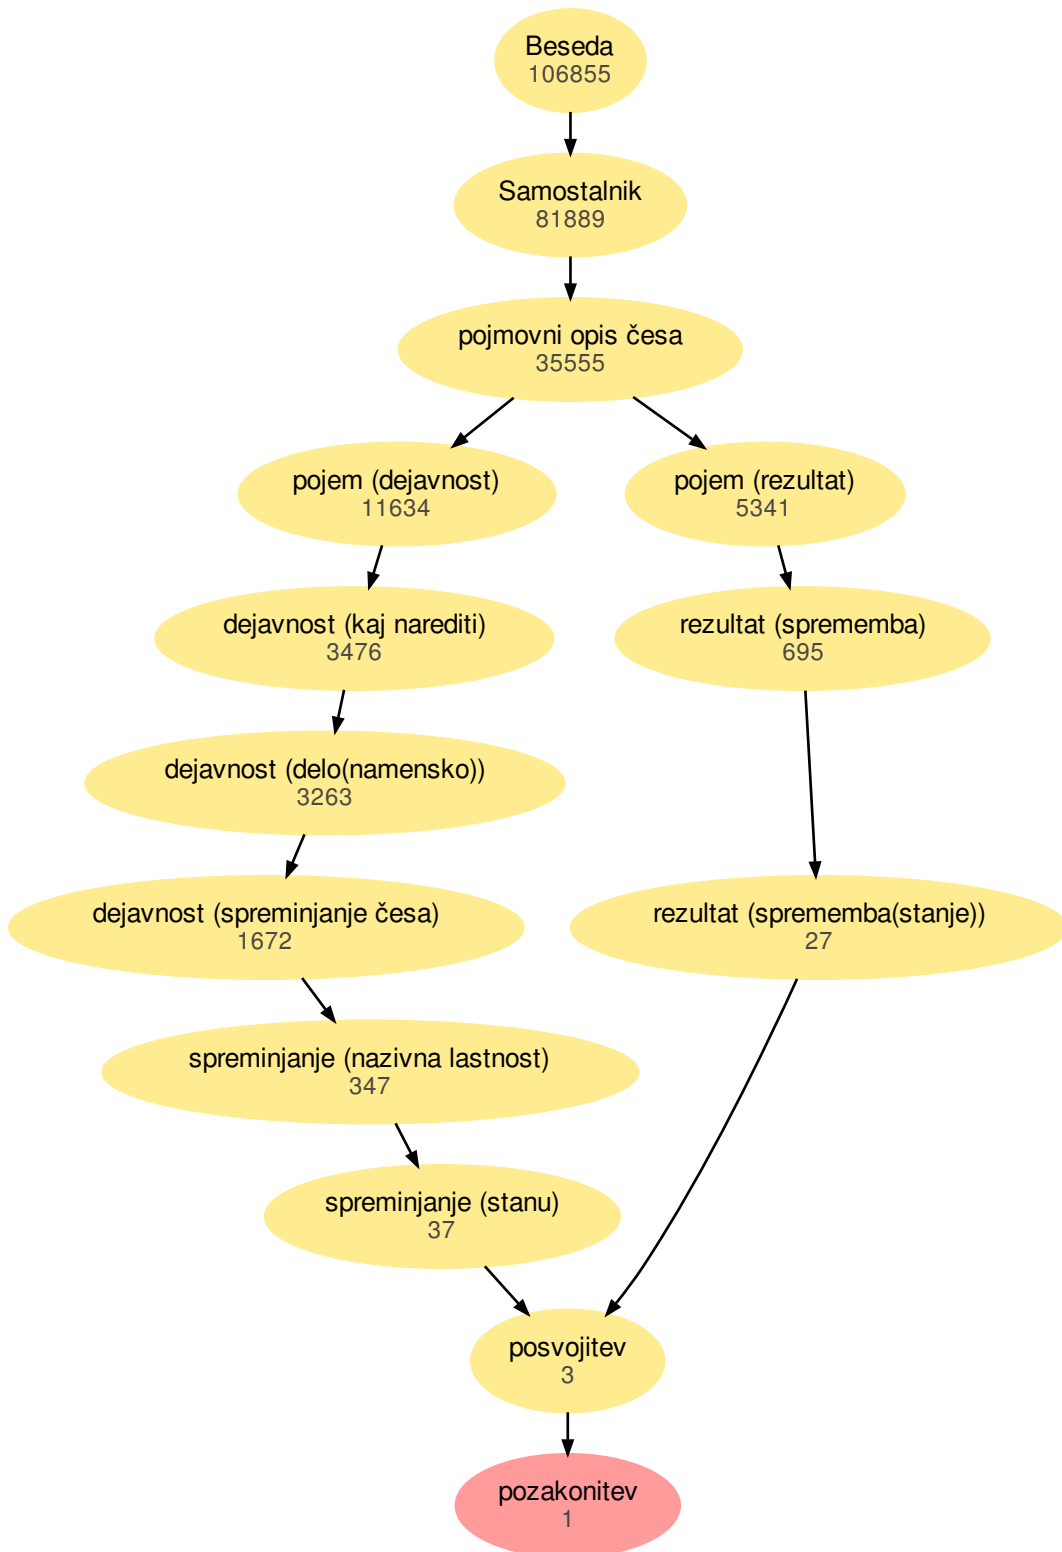 Beseda
106855
Samostalnik
81889
pojmovni opis česa
35555
pojem (dejavnost)
11634
pojem (rezultat)
5341
dejavnost (kaj narediti)
3476
rezultat (sprememba)
695
dejavnost (delo(namensko))
3263
dejavnost (spreminjanje česa)
1672
rezultat (sprememba(stanje))
27
spreminjanje (nazivna lastnost)
347
spreminjanje (stanu)
37
posvojitev
3
pozakonitev
1